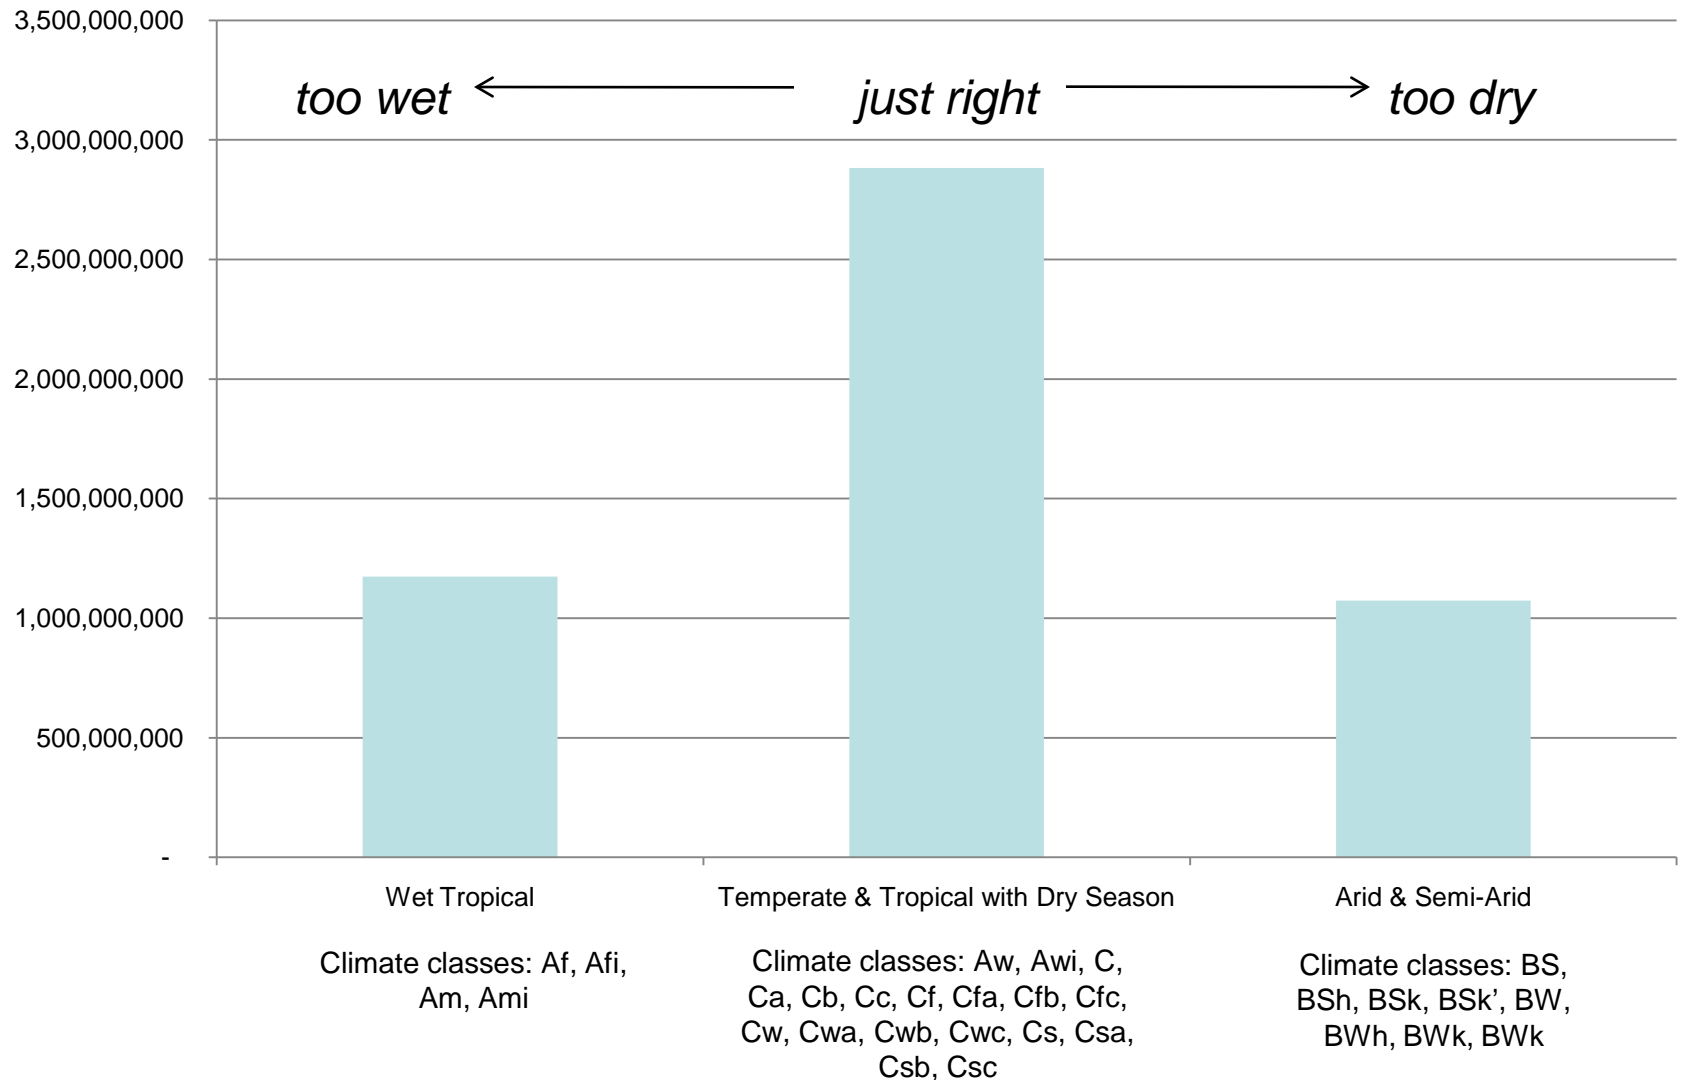 3,500,000,000
too wet
just right
too dry
3,000,000,000
2,500,000,000
2,000,000,000
1,500,000,000
1,000,000,000
500,000,000
-
Wet Tropical
Temperate & Tropical with Dry Season
Arid & Semi-Arid
Climate classes: Af, Afi,
Am, Ami
Climate classes: Aw, Awi, C,
Ca, Cb, Cc, Cf, Cfa, Cfb, Cfc,
Cw, Cwa, Cwb, Cwc, Cs, Csa,
Csb, Csc
Climate classes: BS,
BSh, BSk, BSk’, BW,
BWh, BWk, BWk